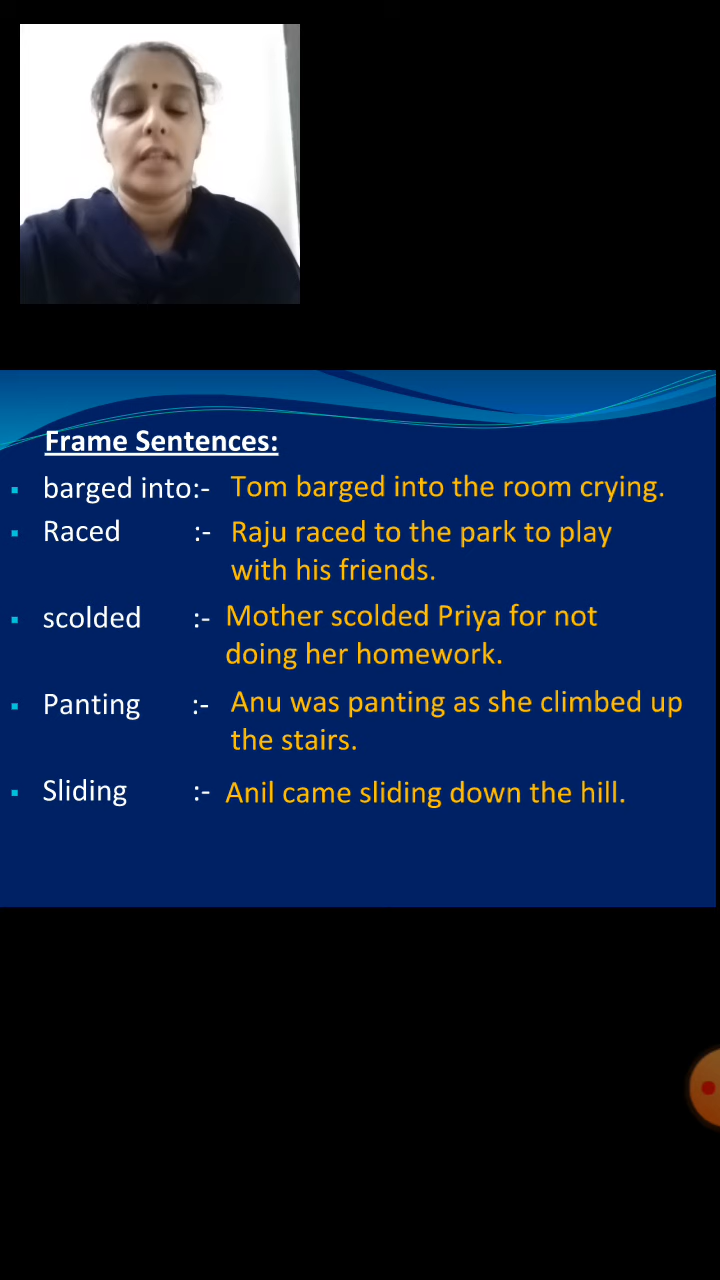 Frame Sentences:
▪ barged into:- Tom barged into the room crying.
▪ Raced :- Raju raced to the park to play
with his friends.
▪ scolded :- Mother scolded Priya for not
doing her homework.
▪ Panting :- Anu was panting as she climbed up
the stairs.
▪ Sliding :- Anil came sliding down the hill.